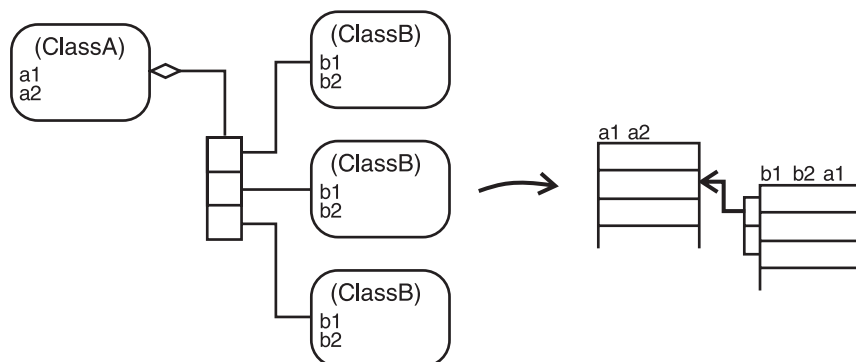 (ClassA)
a1
a2
(ClassB)
b1
b2
(ClassB)
b1
b2
(ClassB)
b1
b2
a1 a2
b1 b2 a1